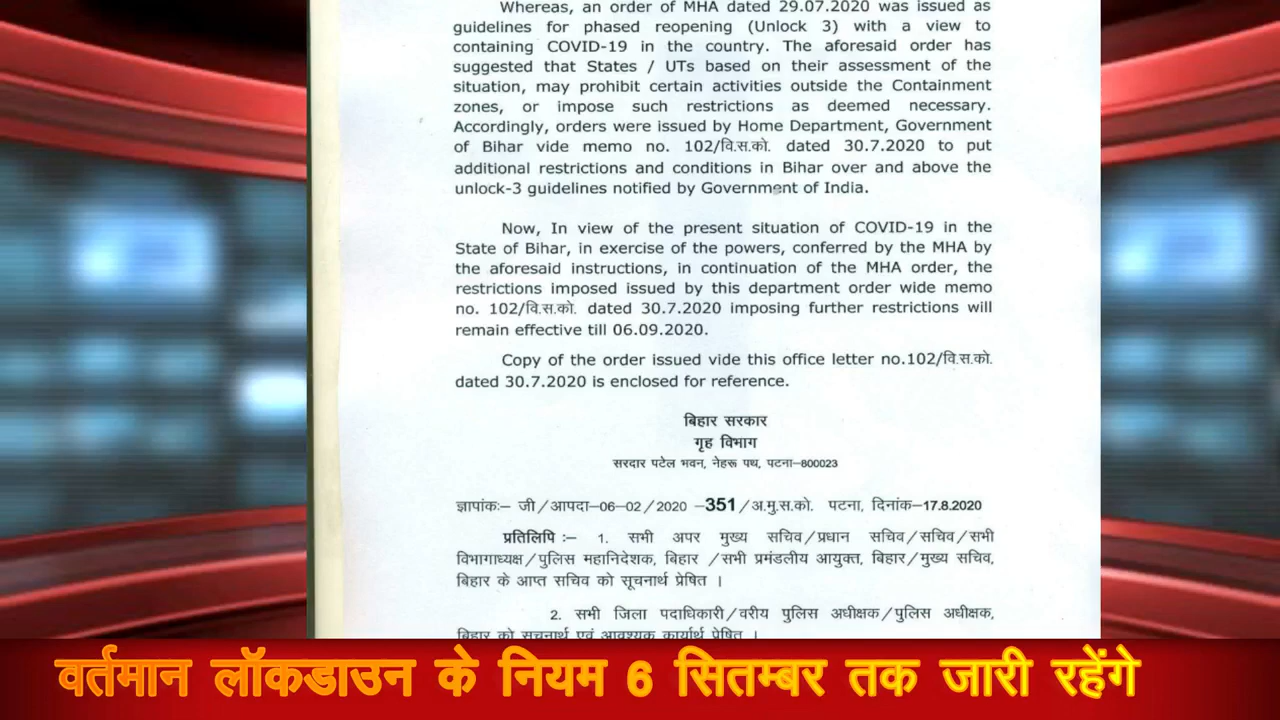 Whereas, an order of MHA dated 29.07.2020 was issued as
guidelines for phased reopening (Unlock 3) with a view to
containing COVID-19 in the country. The aforesaid order has
suggested that States / UTs based on their assessment of the
situation, may prohibit certain activities outside the Containment
zones, or impose such restrictions as deemed necessary.
Accordingly, orders were issued by Home Department, Government
of Bihar vide memo no. 102/वि.स.को. dated 30.7.2020 to put
additional restrictions and conditions in Bihar over and above the
unlock-3 guidelines notified by Government of India.
Now, In view of the present situation of COVID-19 in the
State of Bihar, in exercise of the powers, conferred by the MHA by
the aforesaid instructions, in continuation of the MHA order, the
restrictions imposed issued by this department order wide memo
no. 102/वि.स.को. dated 30.7.2020 imposing further restrictions will
remain effective till 06.09.2020.
Copy of the order issued vide this office letter no.102/वि.स.को.
dated 30.7.2020 is enclosed for reference.
बिहार सरकार
गृह विभाग
सरदार पटेल भवन, नेहरू पथ, पटना–800023
ज्ञापांकः– जी/आपदा–06–02/2020 –351/अ.मु.स.को. पटना, दिनांक–17.8.2020
प्रतिलिपि :– 1. सभी अपर मुख्य सचिव/प्रधान सचिव/सचिव/सभी
विभागाध्यक्ष/पुलिस महानिदेशक, बिहार /सभी प्रमंडलीय आयुक्त, बिहार/मुख्य सचिव,
बिहार के आप्त सचिव को सूचनार्थ प्रेषित ।
2. सभी जिला पदाधिकारी/वरीय पुलिस अधीक्षक/पुलिस अधीक्षक,
बिहार को सूचनार्थ एवं आवश्यक कार्यार्थ प्रेषित ।
वर्तमान लॉकडाउन के नियम 6 सितम्बर तक जारी रहेंगे